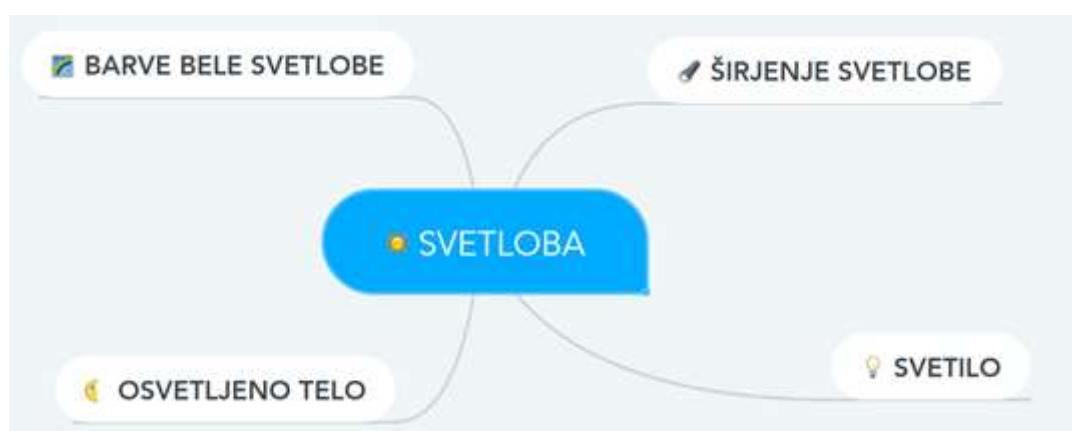 BARVE BELE SVETLOBE
ŠIRJENJE SVETLOBE
SVETLOBA
SVETILO
OSVETLJENO TELO